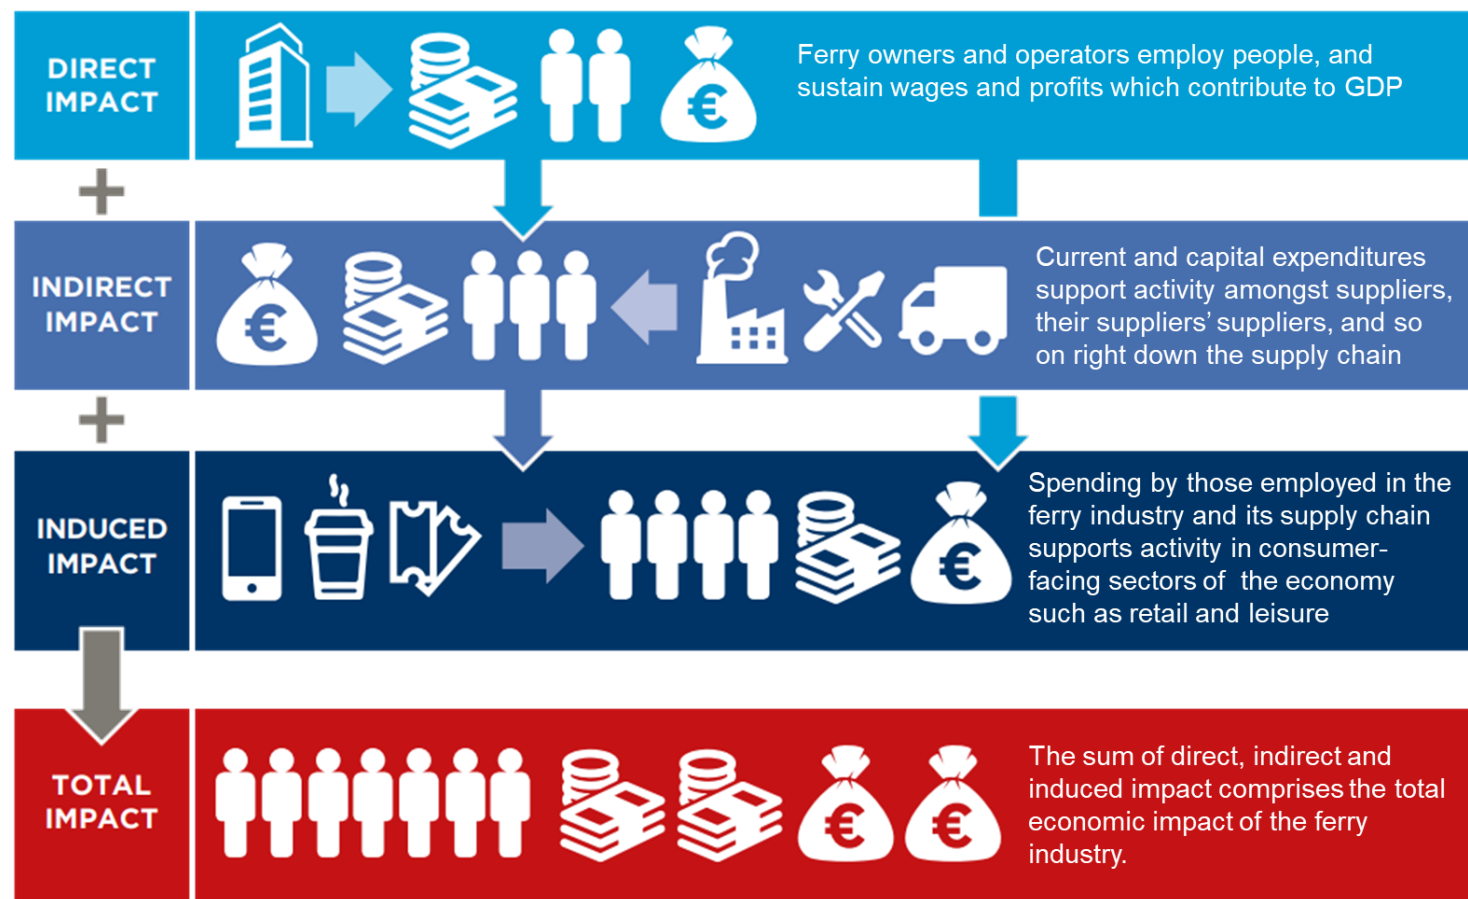 DIRECT
IMPACT
€
Ferry owners and operators employ people, and
sustain wages and profits which contribute to GDP
+
INDIRECT
IMPACT
€
Current and capital expenditures
support activity amongst suppliers,
their suppliers’ suppliers, and so
on right down the supply chain
+
INDUCED
IMPACT
€
Spending by those employed in the
ferry industry and its supply chain
supports activity in consumer-
facing sectors of  the economy
such as retail and leisure
TOTAL
IMPACT
€ €
The sum of direct, indirect and
induced impact comprises the total
economic impact of the ferry
industry.